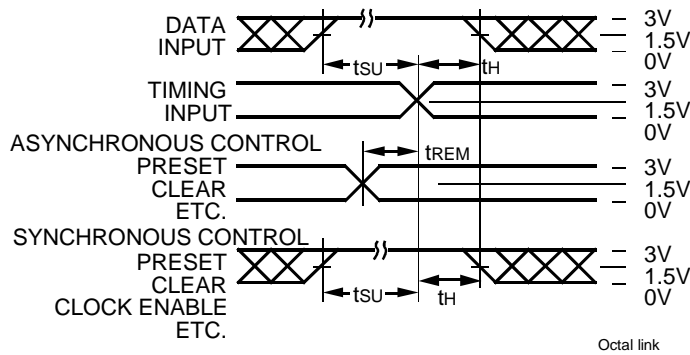 DATA
INPUT
tSU
tH
3V
1.5V
0V
TIMING
INPUT
3V
1.5V
0V
ASYNCHRONOUS CONTROL
PRESET
CLEAR
ETC.
tREM
3V
1.5V
0V
SYNCHRONOUS CONTROL
PRESET
CLEAR
CLOCK ENABLE
ETC.
tSU
tH
3V
1.5V
0V
Octal link